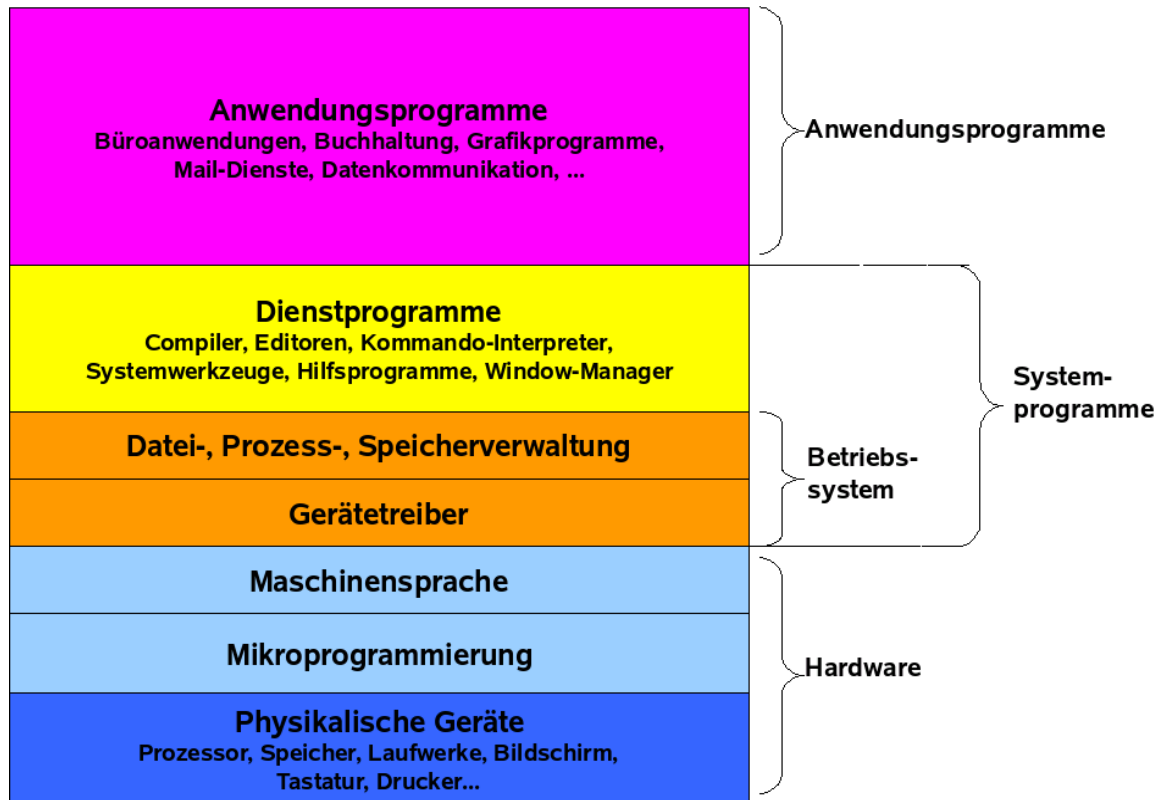 Anwendungsprogramme
Büroanwendungen, Buchhaltung, Grafikprogramme,
Mail-Dienste, Datenkommunikation, ...
Anwendungsprogramme
Dienstprogramme
Compiler, Editoren, Kommando-Interpreter,
Systemwerkzeuge, Hilfsprogramme, Window-Manager
System-
programme
Datei-, Prozess-, Speicherverwaltung
Gerätetreiber
Betriebs-
system
Maschinensprache
Mikroprogrammierung
Physikalische Geräte
Prozessor, Speicher, Laufwerke, Bildschirm,
Tastatur, Drucker...
Hardware